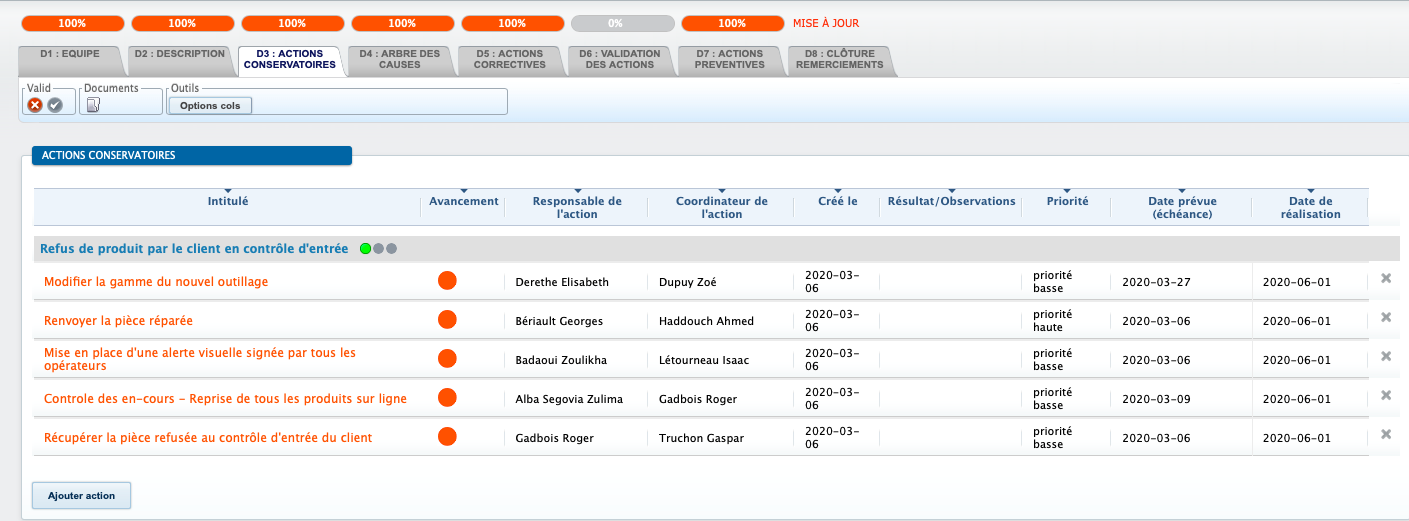 100% 100% 100% 100% 100% 0% 100% MISE À JOUR
D1 : EQUIPE
D2 : DESCRIPTION
D3 : ACTIONS
CONSERVATOIRES
D4 : ARBRE DES
CAUSES
D5 : ACTIONS
CORRECTIVES
D6 : VALIDATION
DES ACTIONS
D7 : ACTIONS
PREVENTIVES
D8 : CLÔTURE
REMERCIEMENTS
Valid Documents Outils
Options cols
ACTIONS CONSERVATOIRES
Intitulé
Avancement
Responsable de
l'action
Coordinateur de
l'action
Créé le
Résultat/Observations
Priorité
Date prévue
(échéance)
Date de
réalisation
Refus de produit par le client en contrôle d'entrée
Modifier la gamme du nouvel outillage
Derethe Elisabeth
Dupuy Zoé
2020-03-
06
priorité
basse
2020-03-27
2020-06-01
Renvoyer la pièce réparée
Bériault Georges
Haddouch Ahmed
2020-03-
06
priorité
haute
2020-03-06
2020-06-01
Mise en place d'une alerte visuelle signée par tous les
opérateurs
Badaoui Zoulikha
Létourneau Isaac
2020-03-
06
priorité
basse
2020-03-06
2020-06-01
Controle des en-cours - Reprise de tous les produits sur ligne
Alba Segovia Zulima
Gadbois Roger
2020-03-
06
priorité
basse
2020-03-09
2020-06-01
Récupérer la pièce refusée au contrôle d'entrée du client
Gadbois Roger
Truchon Gaspar
2020-03-
06
priorité
basse
2020-03-06
2020-06-01
Ajouter action